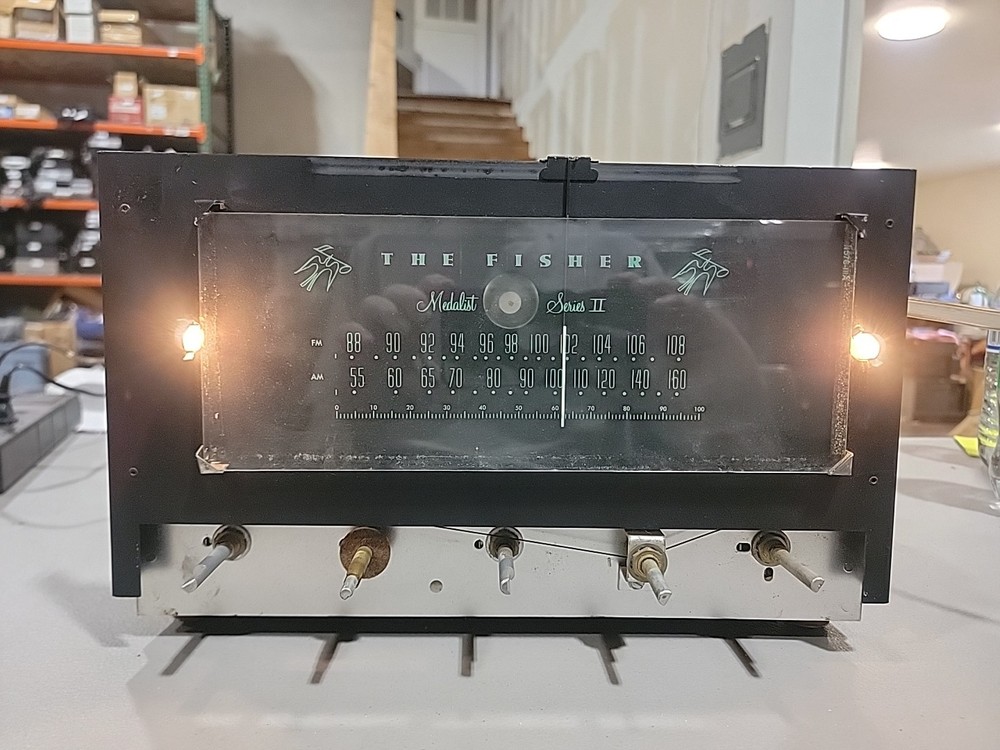 THE FISHER
Medalist Series II
FM 88 90 92 94 96 98 100 102 104 106 108
AM 55 60 65 70 80 90 100 110 120 140 160
0 10 20 30 40 50 60 70 80 90 100